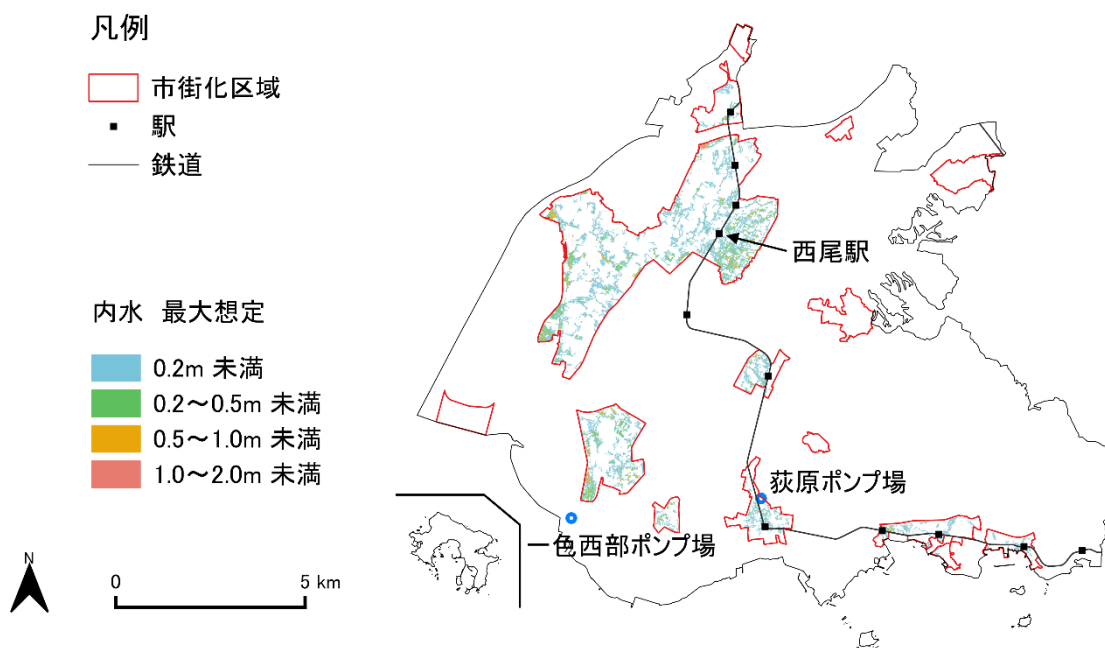 凡例
市街化区域
駅
鉄道
内水 最大想定
0.2m 未満
0.2～0.5m 未満
0.5～1.0m 未満
1.0～2.0m 未満
西尾駅
荻原ポンプ場
一色西部ポンプ場
N
0 5 km